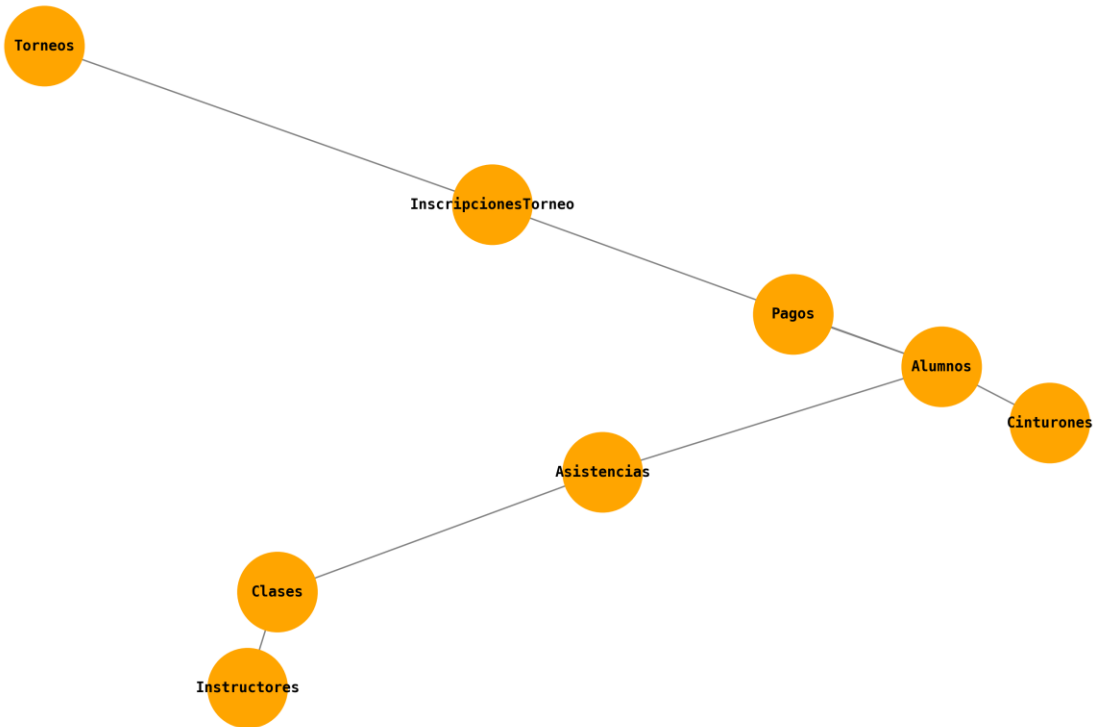 Torneos
InscripcionesTorneo
Pagos
Alumnos
Cinturones
Asistencias
Clases
Instructores